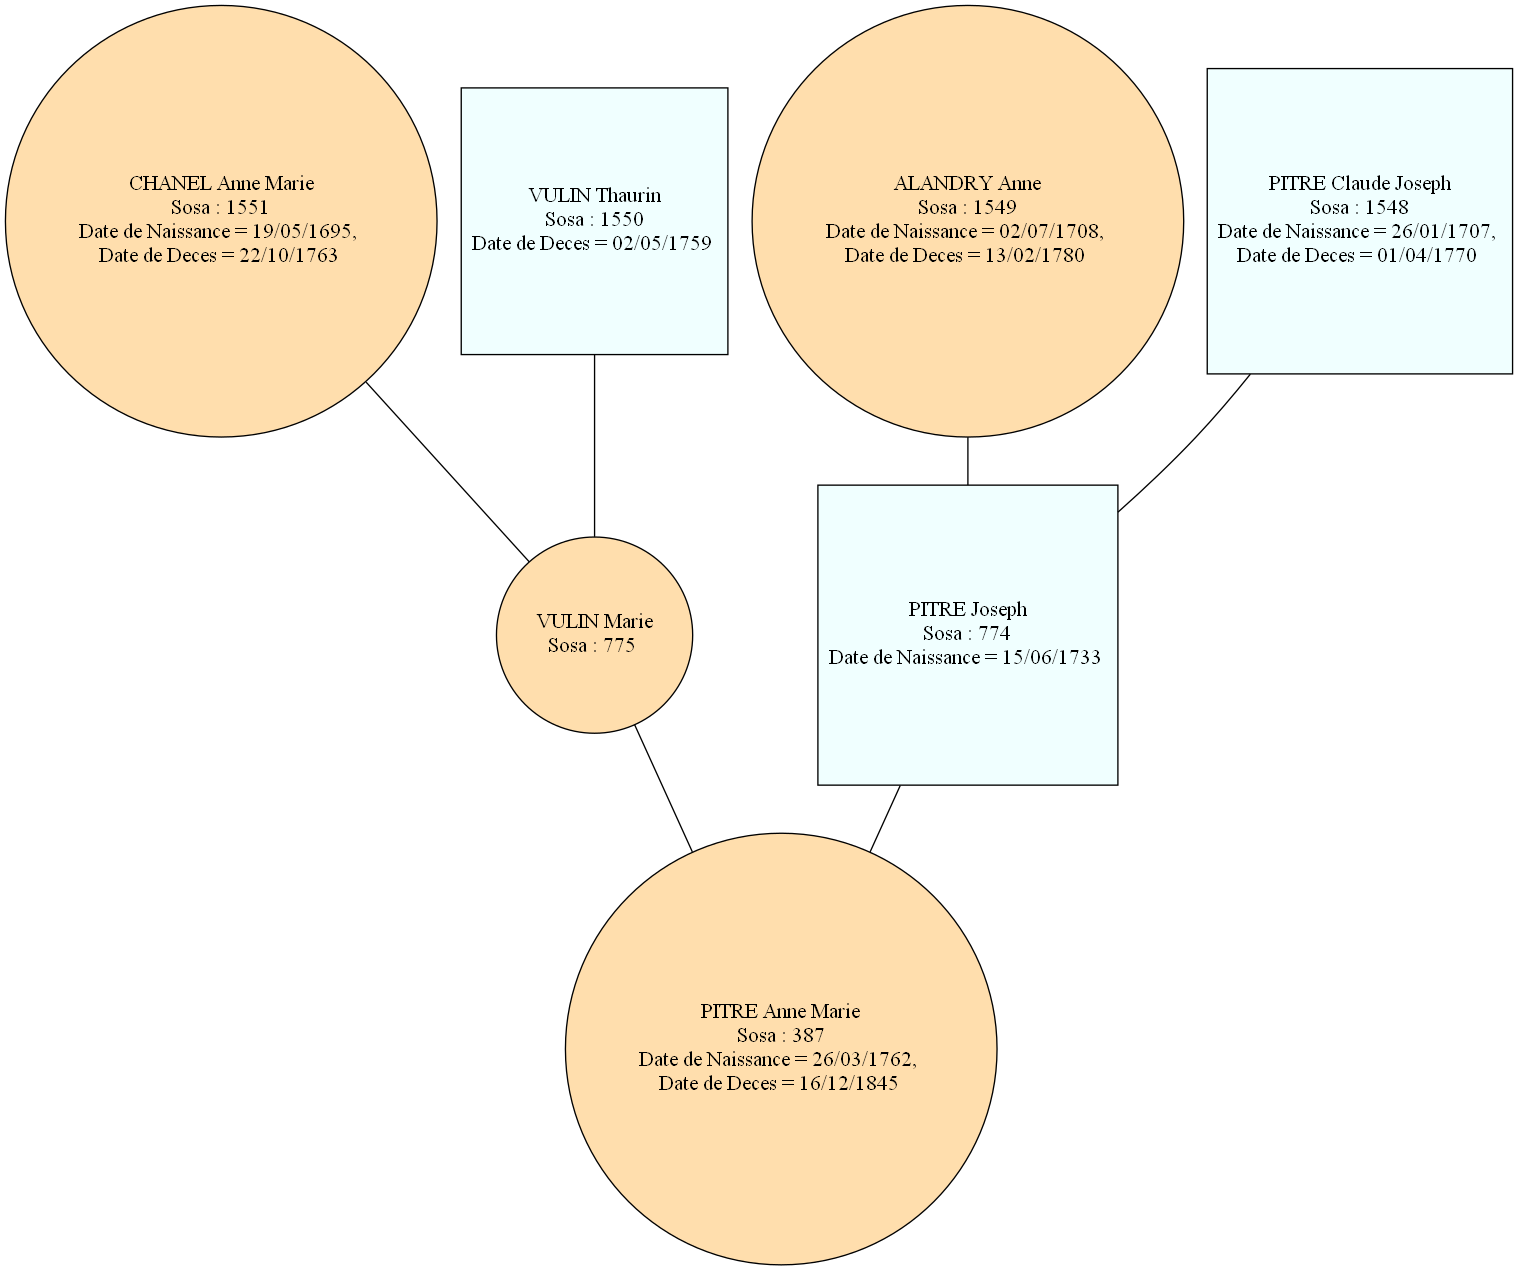 CHANEL Anne Marie
Sosa : 1551
Date de Naissance = 19/05/1695,
Date de Deces = 22/10/1763
VULIN Thaurin
Sosa : 1550
Date de Deces = 02/05/1759
ALANDRY Anne
Sosa : 1549
Date de Naissance = 02/07/1708,
Date de Deces = 13/02/1780
PITRE Claude Joseph
Sosa : 1548
Date de Naissance = 26/01/1707,
Date de Deces = 01/04/1770
VULIN Marie
Sosa : 775
PITRE Joseph
Sosa : 774
Date de Naissance = 15/06/1733
PITRE Anne Marie
Sosa : 387
Date de Naissance = 26/03/1762,
Date de Deces = 16/12/1845